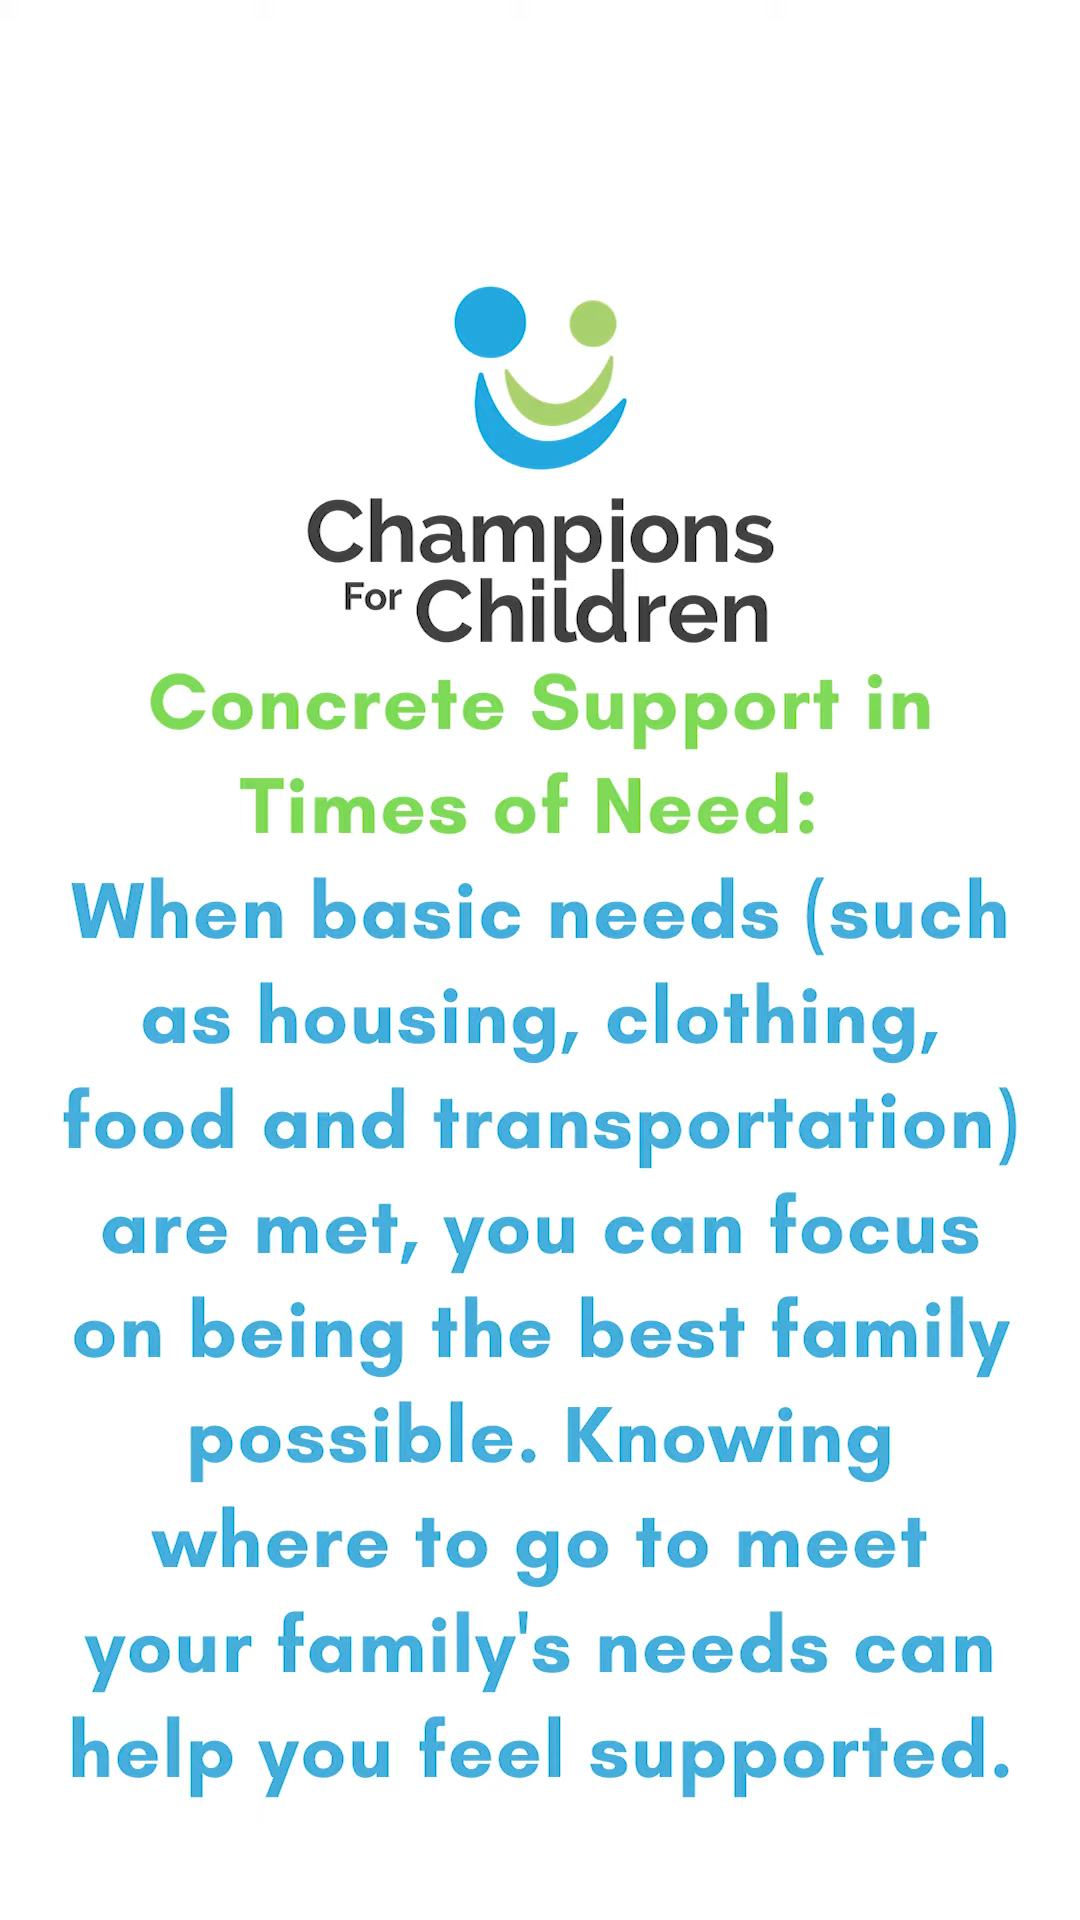 Champions
For Children
Concrete Support in
Times of Need:
When basic needs (such
as housing, clothing,
food and transportation)
are met, you can focus
on being the best family
possible. Knowing
where to go to meet
your family's needs can
help you feel supported.